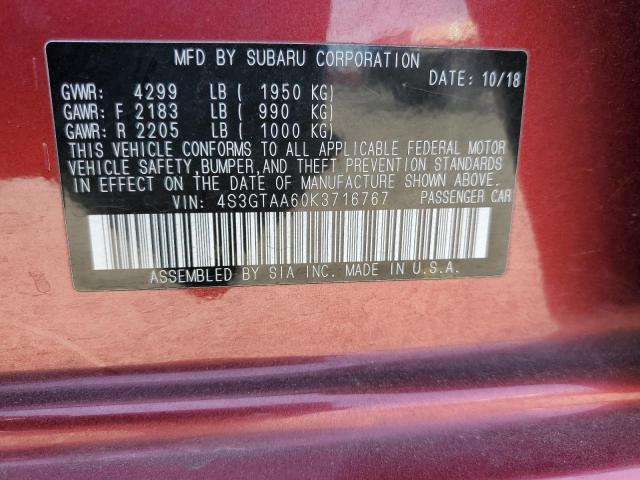 MFD BY SUBARU CORPORATION
DATE: 10/18
GVWR: 4299 LB ( 1950 KG)
GAWR: F 2183 LB ( 990 KG)
GAWR: R 2205 LB ( 1000 KG)
THIS VEHICLE CONFORMS TO ALL APPLICABLE FEDERAL MOTOR
VEHICLE SAFETY,BUMPER,AND THEFT PREVENTION STANDARDS
IN EFFECT ON THE DATE OF MANUFACTURE SHOWN ABOVE.
VIN: 4S3GTAA60K3716767 PASSENGER CAR
ASSEMBLED BY SIA INC. MADE IN U.S.A.